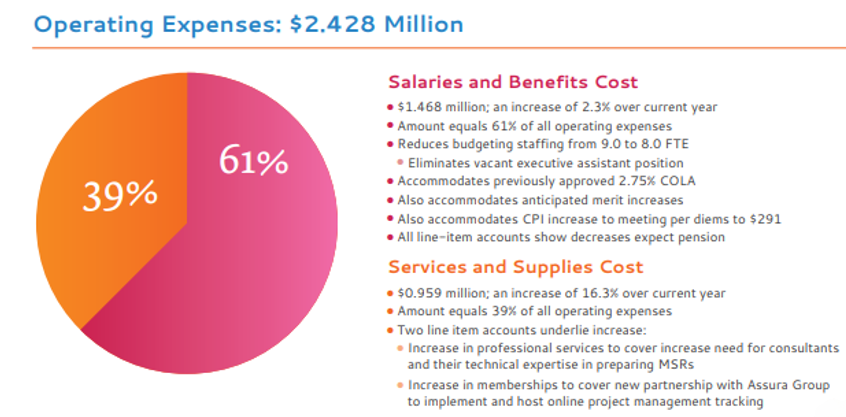 Operating Expenses: $2.428 Million
39%
61%
Salaries and Benefits Cost
• $1.468 million; an increase of 2.3% over current year
• Amount equals 61% of all operating expenses
• Reduces budgeting staffing from 9.0 to 8.0 FTE
• Eliminates vacant executive assistant position
• Accommodates previously approved 2.75% COLA
• Also accommodates anticipated merit increases
• Also accommodates CPI increase to meeting per diems to $291
• All line-item accounts show decreases expect pension
Services and Supplies Cost
• $0.959 million; an increase of 16.3% over current year
• Amount equals 39% of all operating expenses
• Two line item accounts underlie increase:
• Increase in professional services to cover increase need for consultants
and their technical expertise in preparing MSRs
• Increase in memberships to cover new partnership with Assura Group
to implement and host online project management tracking